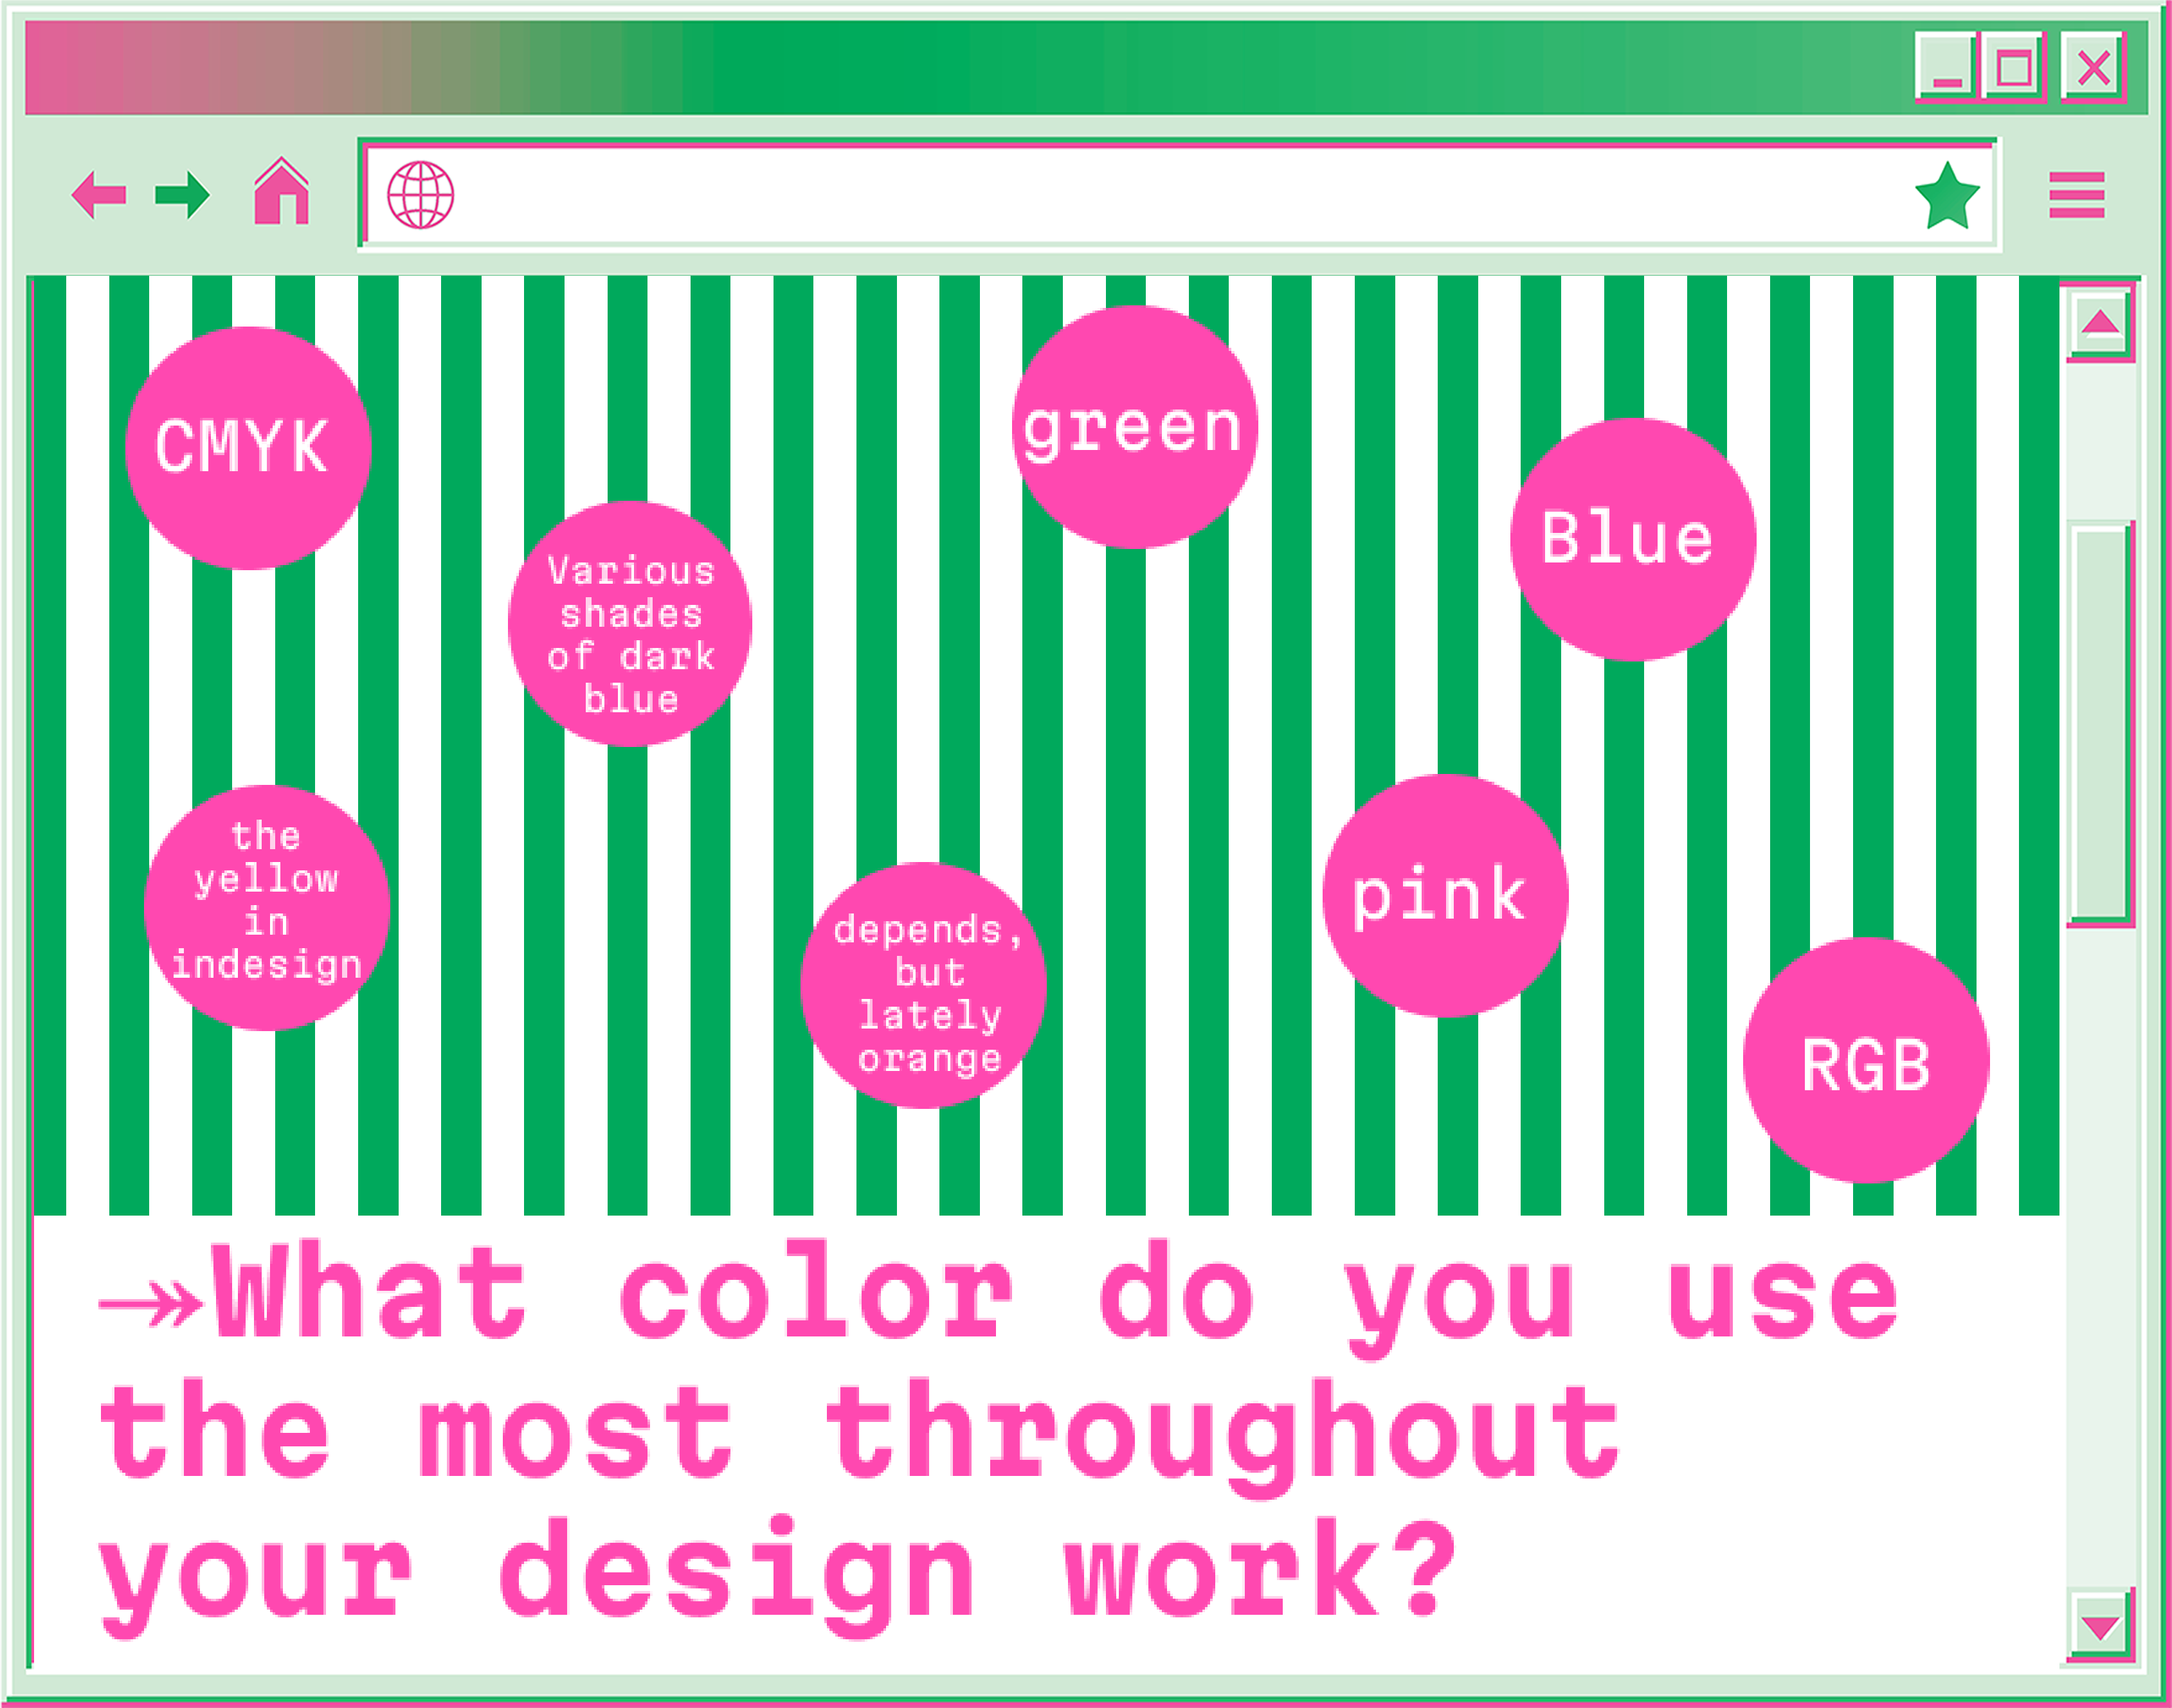 CMYK
green
Blue
Various
shades
of dark
blue
the
yellow
in
indesign
depends,
but
lately
orange
pink
RGB
↠What color do you use
the most throughout
your design work?